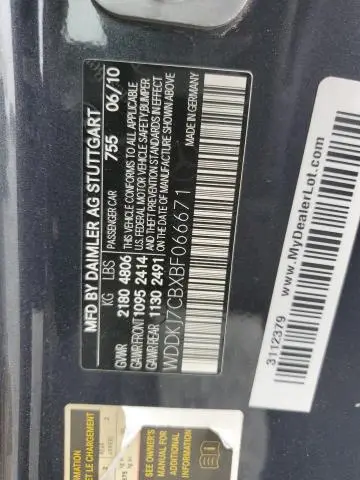 MFD BY DAIMLER AG STUTTGART
KG LBS PASSENGER CAR 755 06/10
GVWR 2180 4806 THIS VEHICLE CONFORMS TO ALL APPLICABLE
GAWR FRONT 1095 2414 U.S. FEDERAL MOTOR VEHICLE SAFETY, BUMPER
GAWR REAR 1130 2491 AND THEFT PREVENTION STANDARDS IN EFFECT
ON THE DATE OF MANUFACTURE SHOWN ABOVE
WDDKJ7CBXBF066671
MADE IN GERMANY
www.MyDealerLot.com
3112379
SEE OWNER'S
MANUAL FOR
ADDITIONAL
ET LE CHARGEMENT